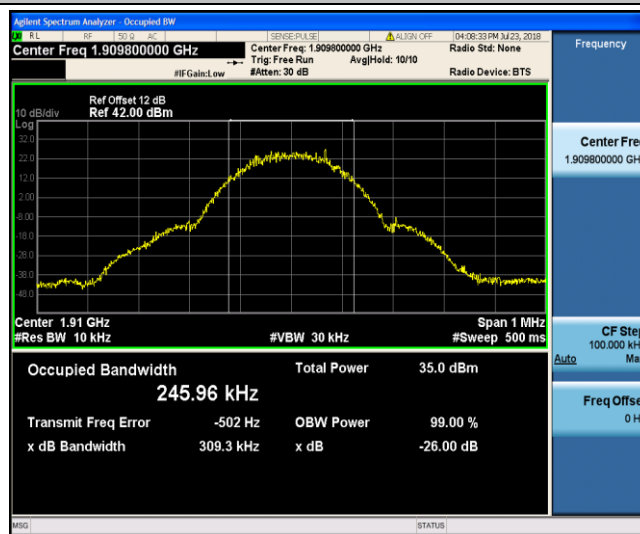 Agilent Spectrum Analyzer - Occupied BW
RL RF 50 Ω AC SENSE:PULSE ALIGN OFF 04:08:33 PM Jul 23, 2018
Center Freq 1.909800000 GHz
Center Freq: 1.909800000 GHz
Radio Std: None
Trig: Free Run Avg|Hold: 10/10
#IFGain:Low
#Atten: 30 dB
Radio Device: BTS
Frequency
Ref Offset 12 dB
10 dB/div Ref 42.00 dBm
Log
32.0
22.0
12.0
2.00
-8.00
-18.0
-28.0
-38.0
-48.0
Center 1.91 GHz
Span 1 MHz
#Res BW 10 kHz
#VBW 30 kHz
#Sweep 500 ms
Occupied Bandwidth
245.96 kHz
Total Power 35.0 dBm
Transmit Freq Error -502 Hz
OBW Power 99.00 %
x dB Bandwidth 309.3 kHz
x dB -26.00 dB
Center Fre
1.909800000 GH
CF Step
100.000 kH
Auto Ma
Freq Offse
0 H
MSG
STATUS